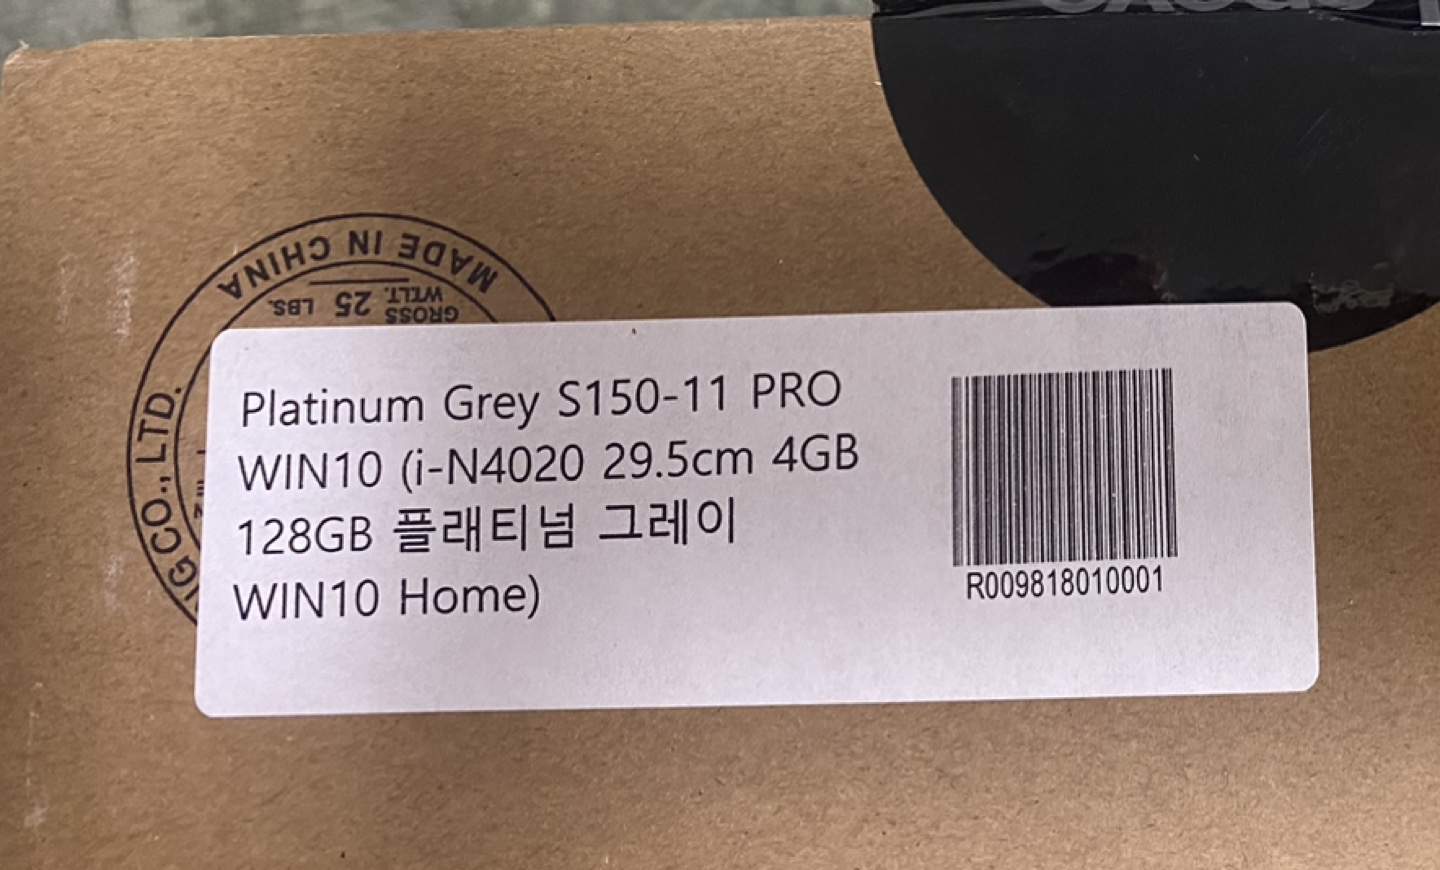 MADE IN CHINA
GROSS
WTLT. 25 LBS.
CO., LTD.
Platinum Grey S150-11 PRO
WIN10 (i-N4020 29.5cm 4GB
128GB 플래티넘 그레이
WIN10 Home)
R009818010001